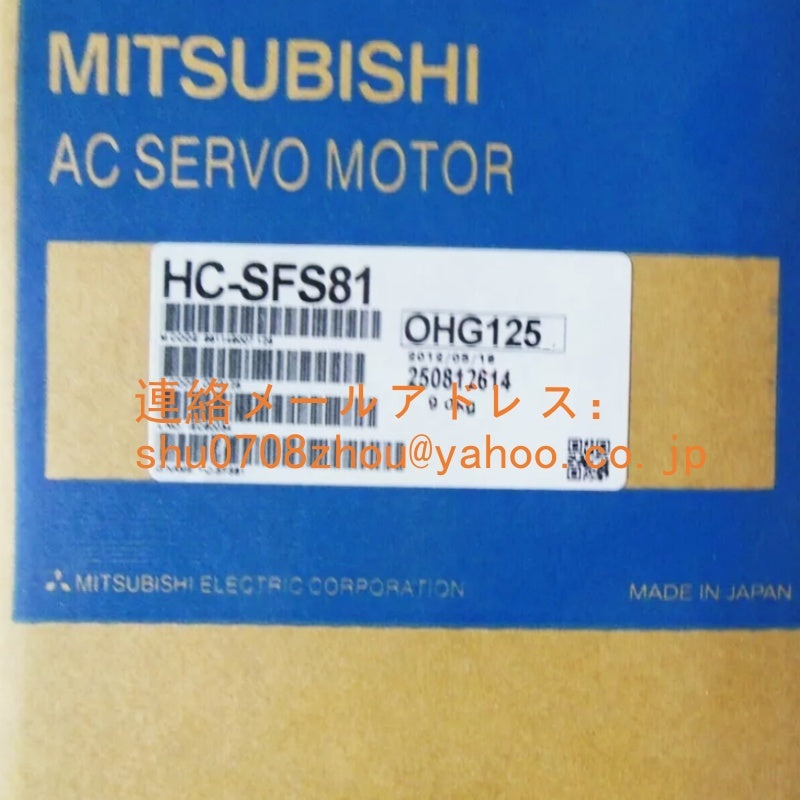 MITSUBISHI
AC SERVO MOTOR
HC-SFS81
OHG125
250812614
連絡メールアドレス:
shu0708zhou@yahoo.co.jp
MITSUBISHI ELECTRIC CORPORATION
MADE IN JAPAN